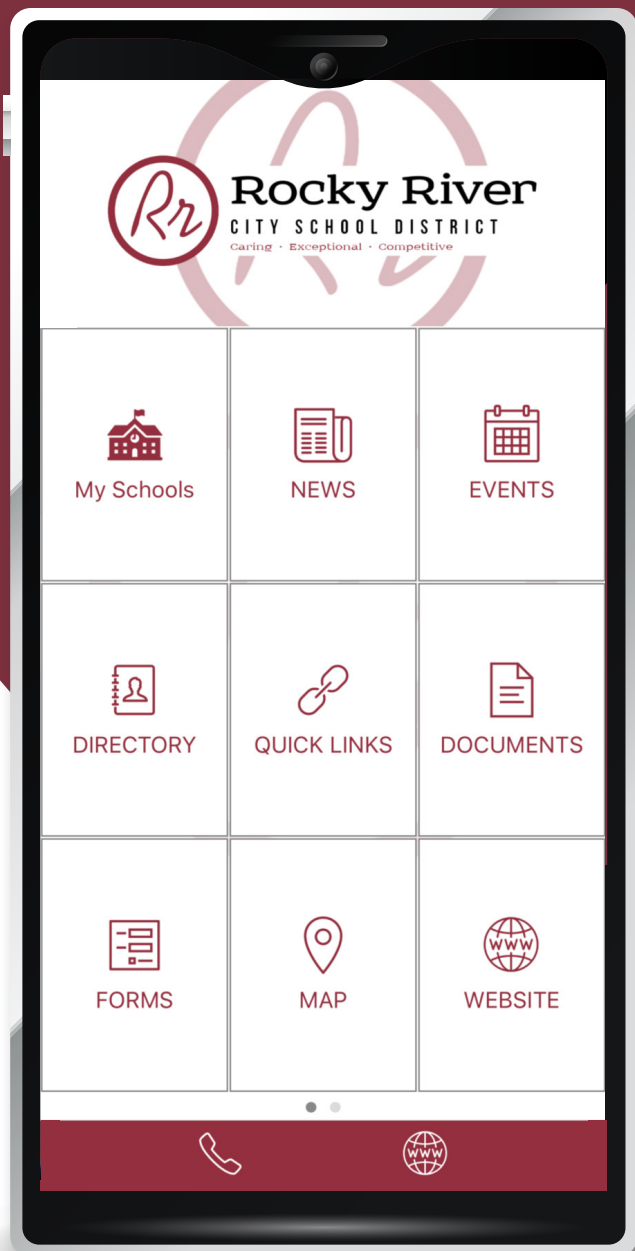 Rr
Rocky River
CITY SCHOOL DISTRICT
Caring · Exceptional · Competitive
My Schools
NEWS
EVENTS
DIRECTORY
QUICK LINKS
DOCUMENTS
FORMS
MAP
WWW
WEBSITE
WWW